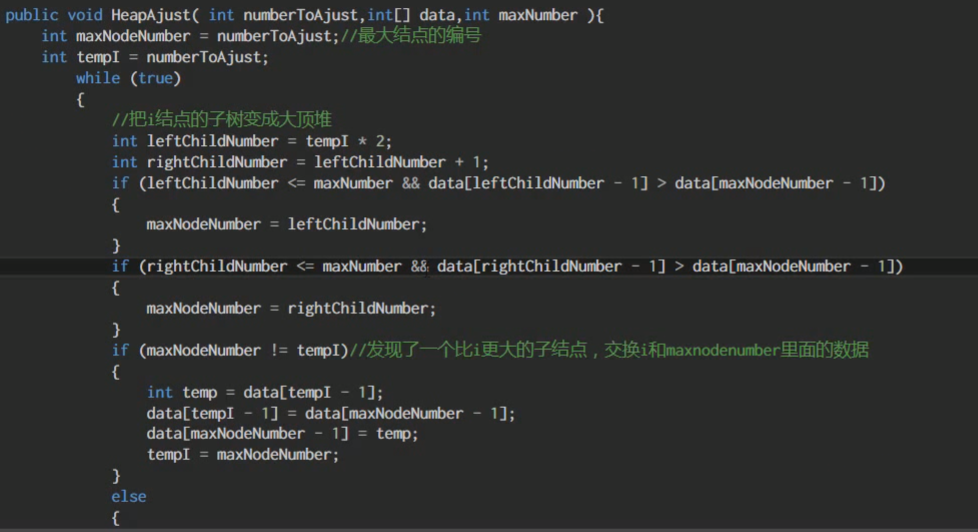 public void HeapAjust( int numberToAjust,int[] data,int maxNumber ){
int maxNodeNumber = numberToAjust;//最大结点的编号
int tempI = numberToAjust;
while (true)
{
//把i结点的子树变成大顶堆
int leftChildNumber = tempI * 2;
int rightChildNumber = leftChildNumber + 1;
if (leftChildNumber <= maxNumber && data[leftChildNumber - 1] > data[maxNodeNumber - 1])
{
maxNodeNumber = leftChildNumber;
}
if (rightChildNumber <= maxNumber && data[rightChildNumber - 1] > data[maxNodeNumber - 1])
{
maxNodeNumber = rightChildNumber;
}
if (maxNodeNumber != tempI)//发现了一个比i更大的子结点，交换i和maxnodenumber里面的数据
{
int temp = data[tempI - 1];
data[tempI - 1] = data[maxNodeNumber - 1];
data[maxNodeNumber - 1] = temp;
tempI = maxNodeNumber;
}
else
{